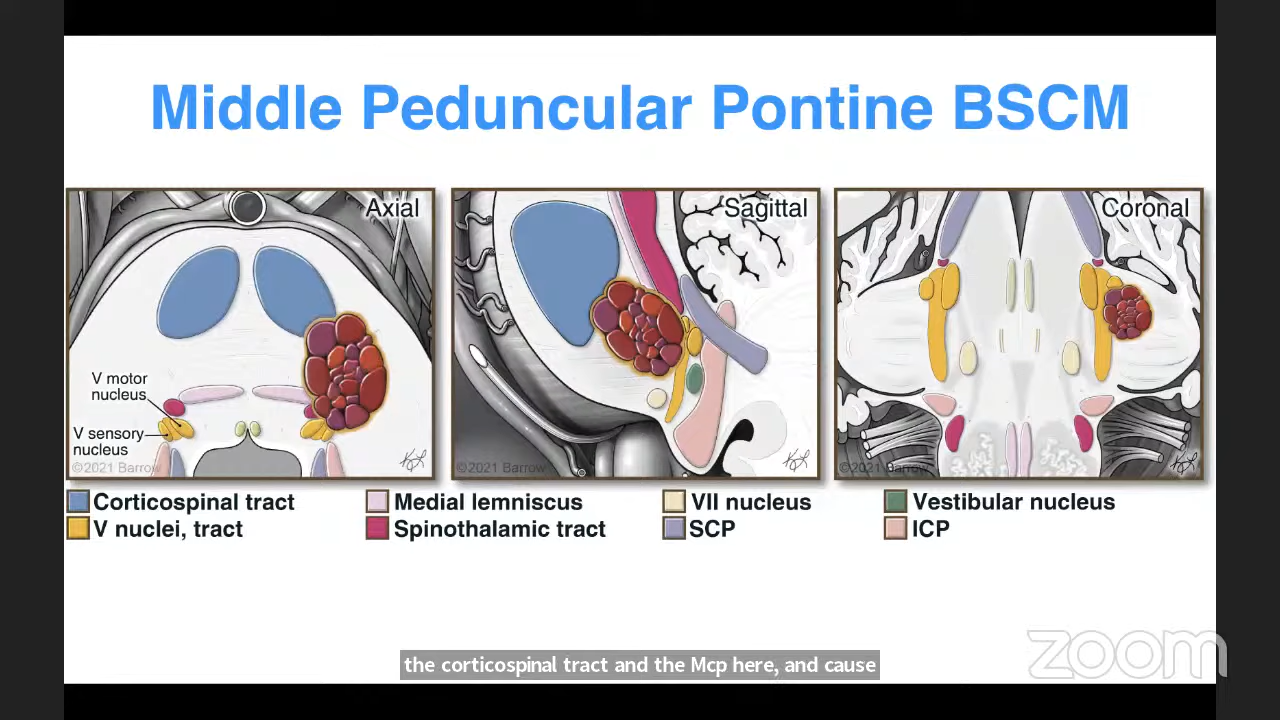 Middle Peduncular Pontine BSCM
Axial
V motor
nucleus
V sensory
nucleus
©2021 Barrow
Sagittal
©2021 Barrow
Coronal
©2021 Barrow
Corticospinal tract
Medial lemniscus
VII nucleus
Vestibular nucleus
V nuclei, tract
Spinothalamic tract
SCP
ICP
the corticospinal tract and the Mcp here, and cause
zoom